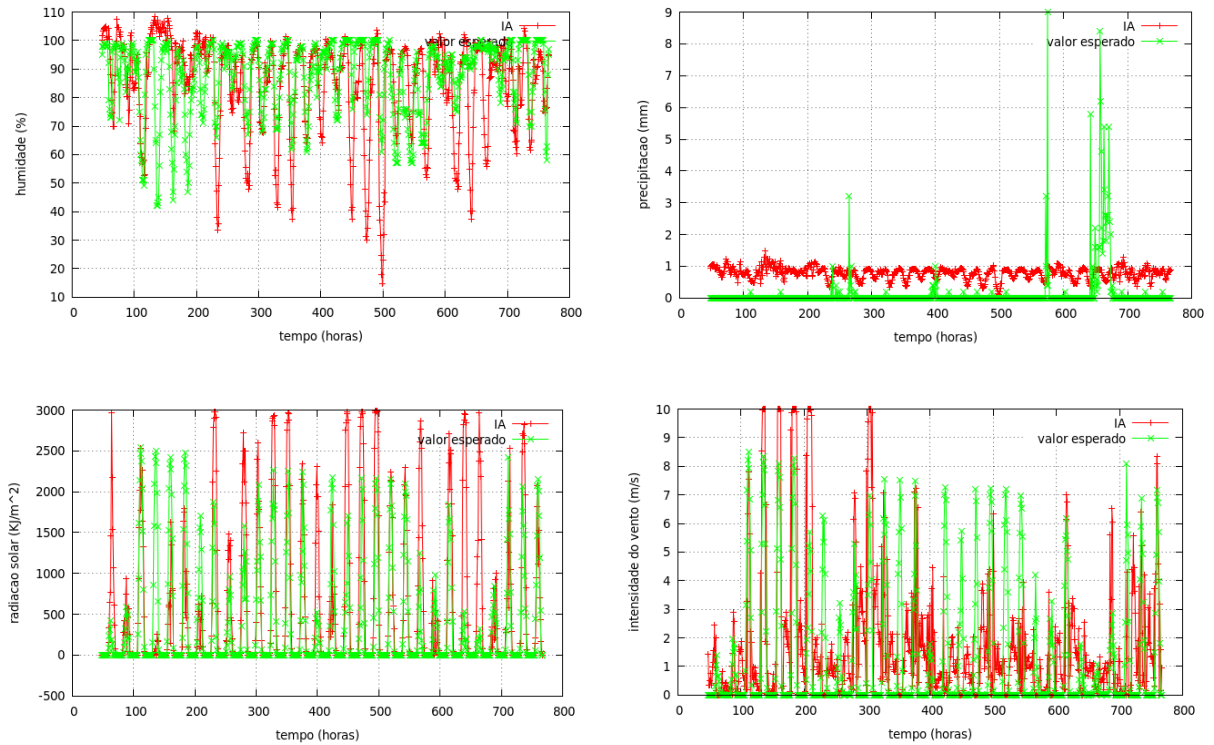 110
100
90
80
70
60
50
40
30
20
10
humidade (%)
IA
valor esperado
0 100 200 300 400 500 600 700 800
tempo (horas)
9
8
7
6
5
4
3
2
1
0
precipitacao (mm)
IA
valor esperado
0 100 200 300 400 500 600 700 800
tempo (horas)
3000
2500
2000
1500
1000
500
0
-500
radiacao solar (KJ/m^2)
IA
valor esperado
0 100 200 300 400 500 600 700 800
tempo (horas)
10
9
8
7
6
5
4
3
2
1
0
intensidade do vento (m/s)
IA
valor esperado
0 100 200 300 400 500 600 700 800
tempo (horas)